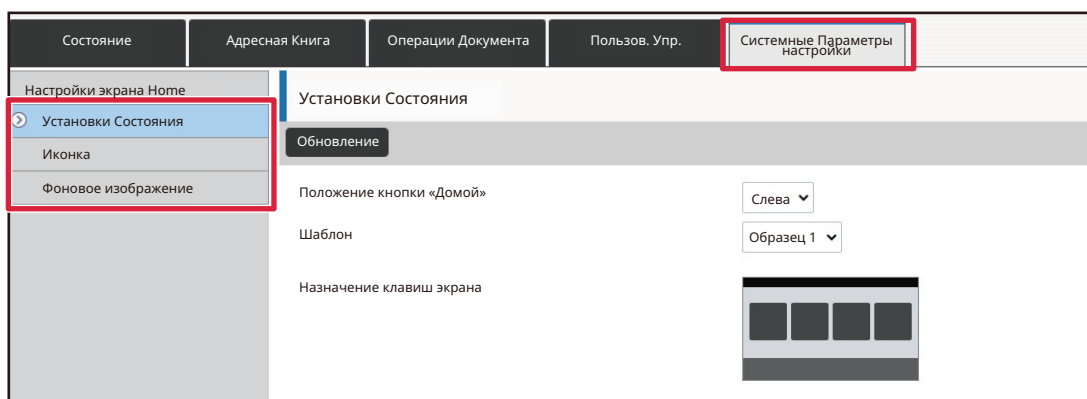 Состояние
Адресная Книга
Операции Документа
Пользов. Упр.
Системные Параметры
настройки
Настройки экрана Home
Установки Состояния
Иконка
Фоновое изображение
Установки Состояния
Обновление
Положение кнопки «Домой»
Слева
Шаблон
Образец 1
Назначение клавиш экрана